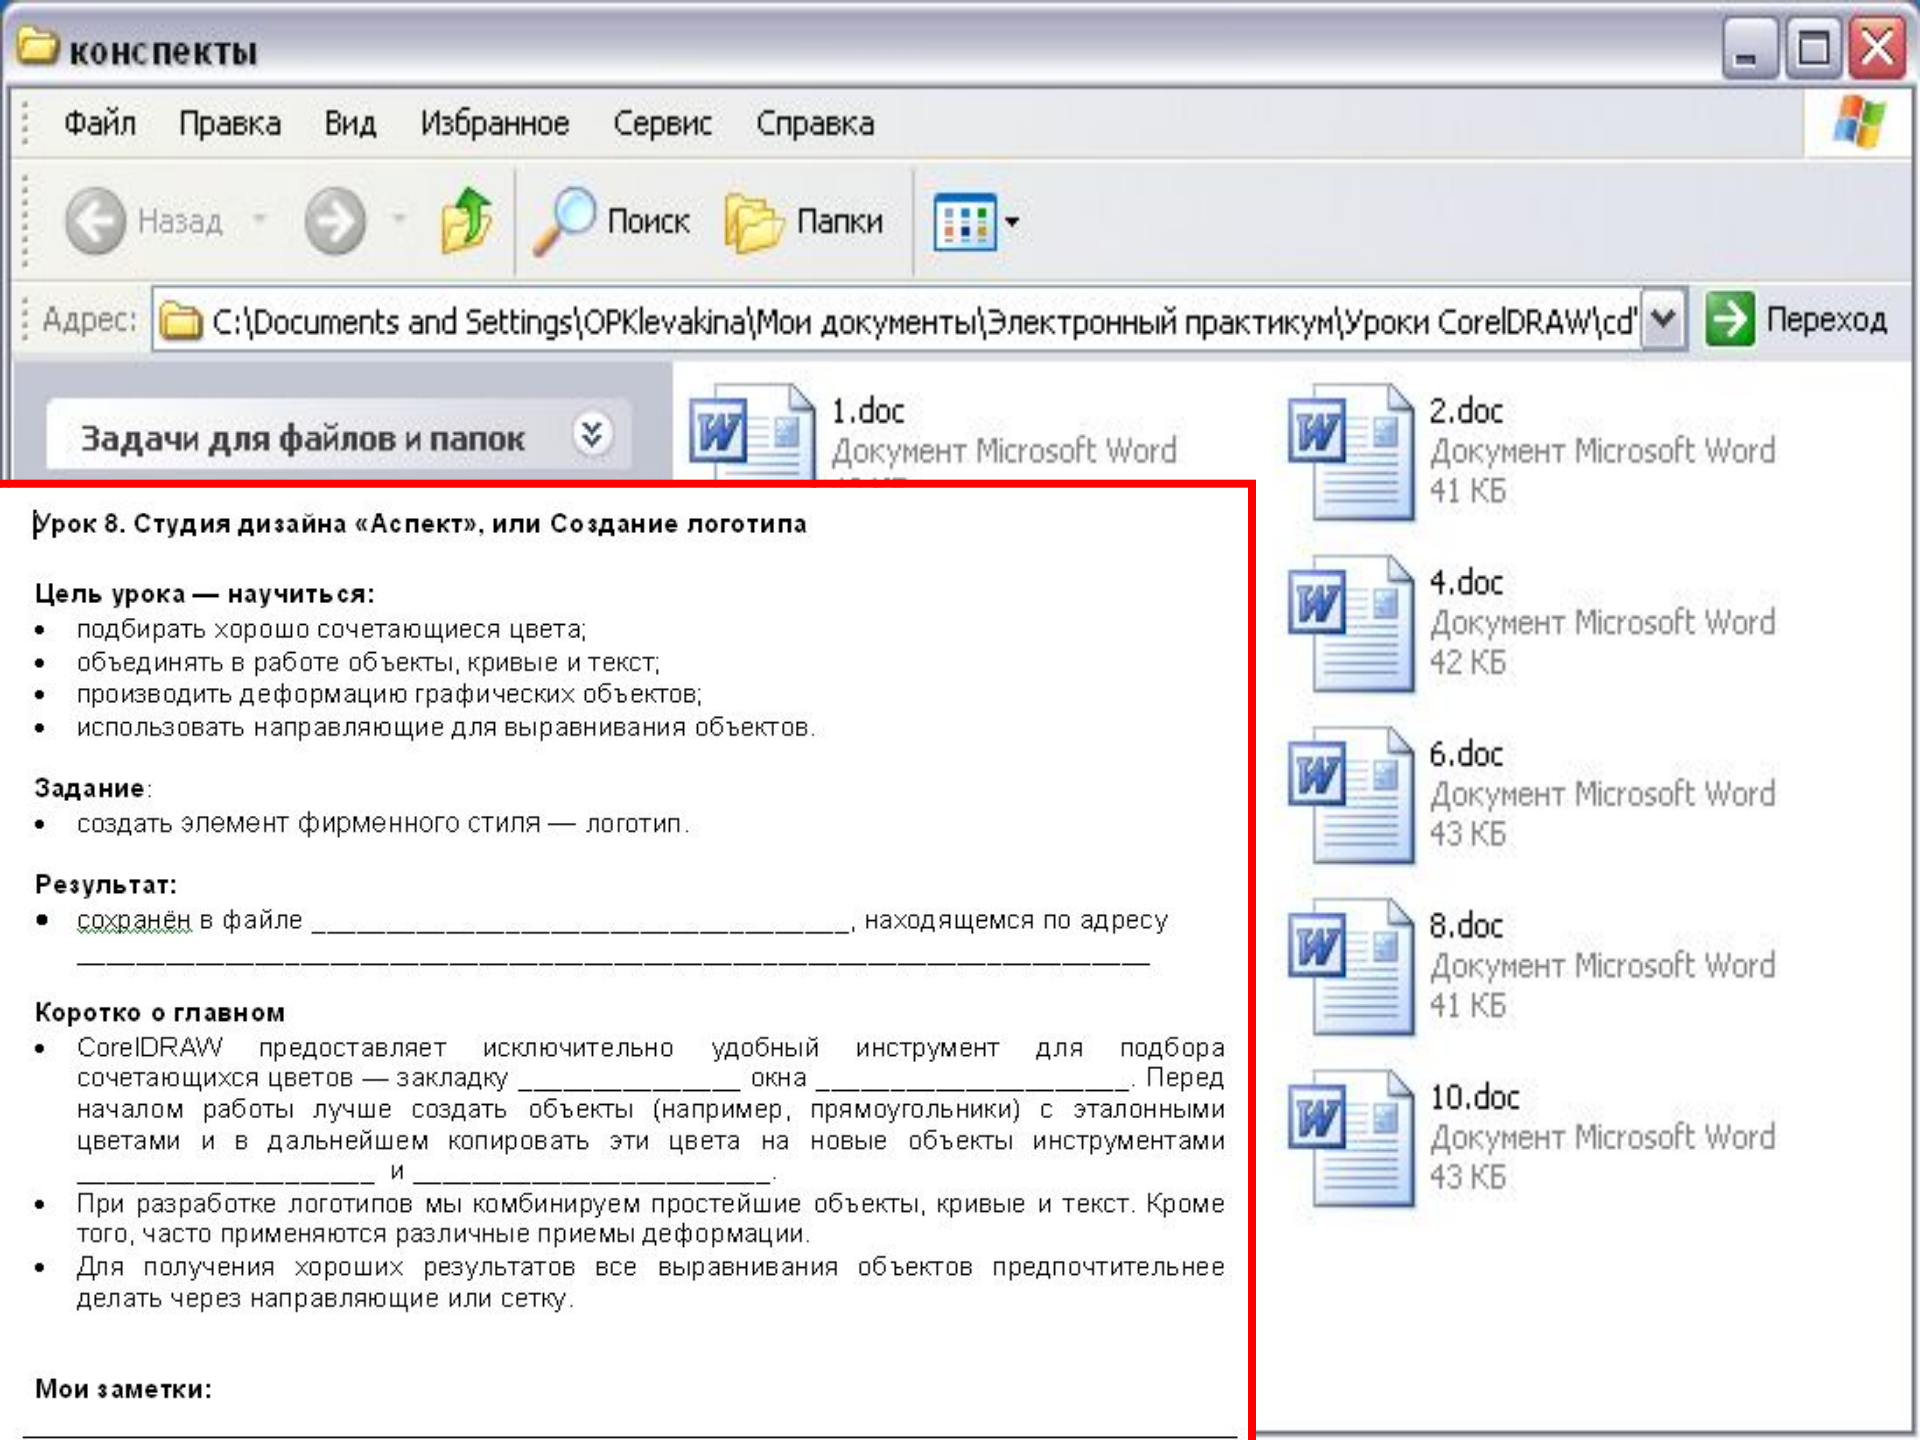 конспекты
Файл Правка Вид Избранное Сервис Справка
Назад Поиск Папки
Адрес: C:\Documents and Settings\OPKlevakina\Мои документы\Электронный практикум\Уроки CorelDRAW\cd' Переход
Задачи для файлов и папок
1.doc
Документ Microsoft Word
2.doc
Документ Microsoft Word
41 КБ
4.doc
Документ Microsoft Word
42 КБ
6.doc
Документ Microsoft Word
43 КБ
8.doc
Документ Microsoft Word
41 КБ
10.doc
Документ Microsoft Word
43 КБ
Урок 8. Студия дизайна «Аспект», или Создание логотипа
Цель урока — научиться:
• подбирать хорошо сочетающиеся цвета;
• объединять в работе объекты, кривые и текст;
• производить деформацию графических объектов;
• использовать направляющие для выравнивания объектов.
Задание:
• создать элемент фирменного стиля — логотип.
Результат:
• сохранён в файле ____________________, находящемся по адресу
____________________
Коротко о главном
• CorelDRAW предоставляет исключительно удобный инструмент для подбора
сочетающихся цветов — закладку _______________ окна _____________________. Перед
началом работы лучше создать объекты (например, прямоугольники) с эталонными
цветами и в дальнейшем копировать эти цвета на новые объекты инструментами
____________________ и ________________________.
• При разработке логотипов мы комбинируем простейшие объекты, кривые и текст. Кроме
того, часто применяются различные приемы деформации.
• Для получения хороших результатов все выравнивания объектов предпочтительнее
делать через направляющие или сетку.
Мои заметки: